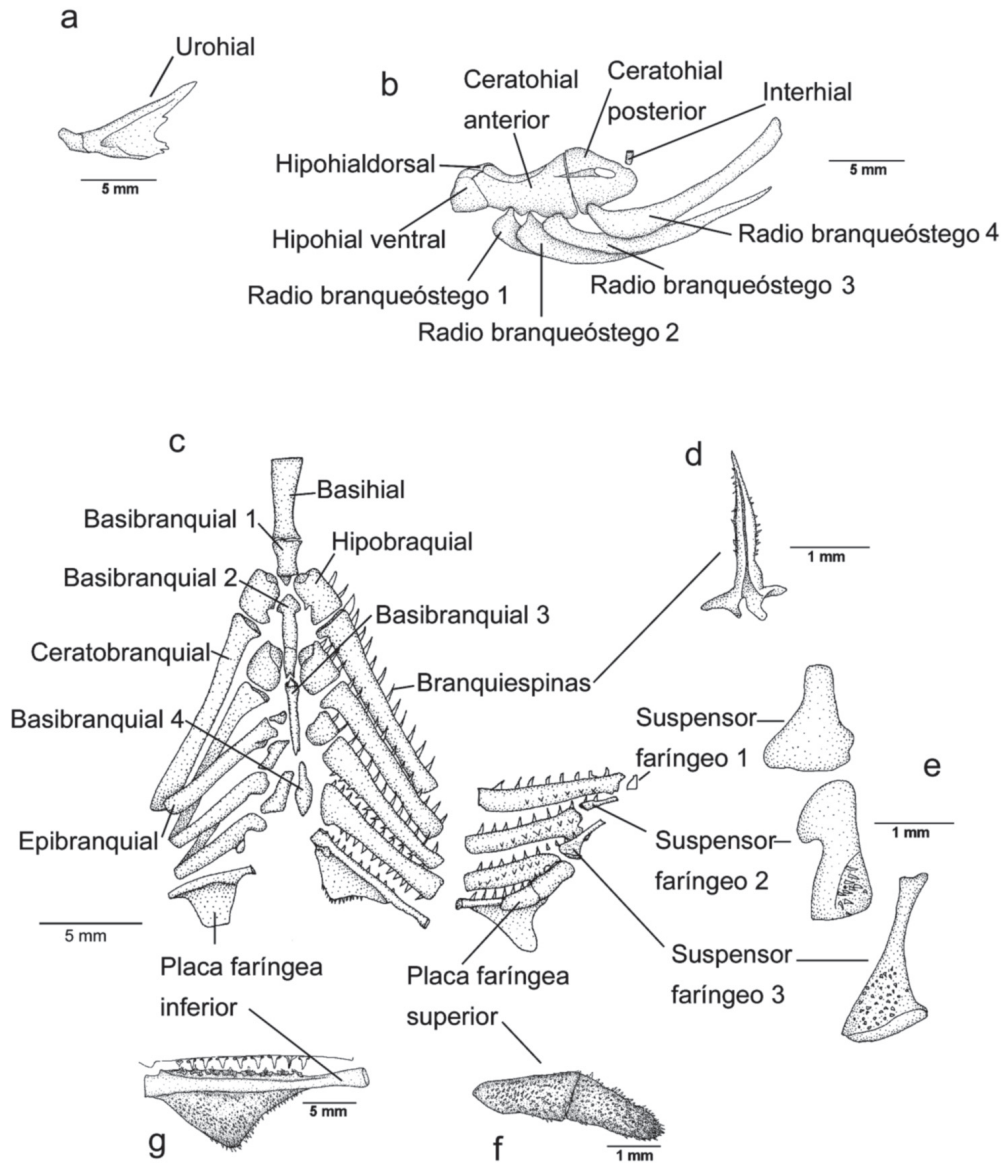 a
Urohial
5 mm
b
Ceratohial
anterior
Ceratohial
posterior
Interhial
Hipohialdorsal
5 mm
Hipohial ventral
Radio branqueóstego 4
Radio branqueóstego 1
Radio branqueóstego 3
Radio branqueóstego 2
c
Basihial
Basibranquial 1
Hipobraquial
Basibranquial 2
Basibranquial 3
Ceratobranquial
Branquiespinas
Basibranquial 4
Epibranquial
5 mm
Placa faríngea
inferior
d
1 mm
Suspensor
faríngeo 1
e
Suspensor
faríngeo 2
1 mm
Suspensor
faríngeo 3
Placa faríngea
superior
5 mm
g
f
1 mm